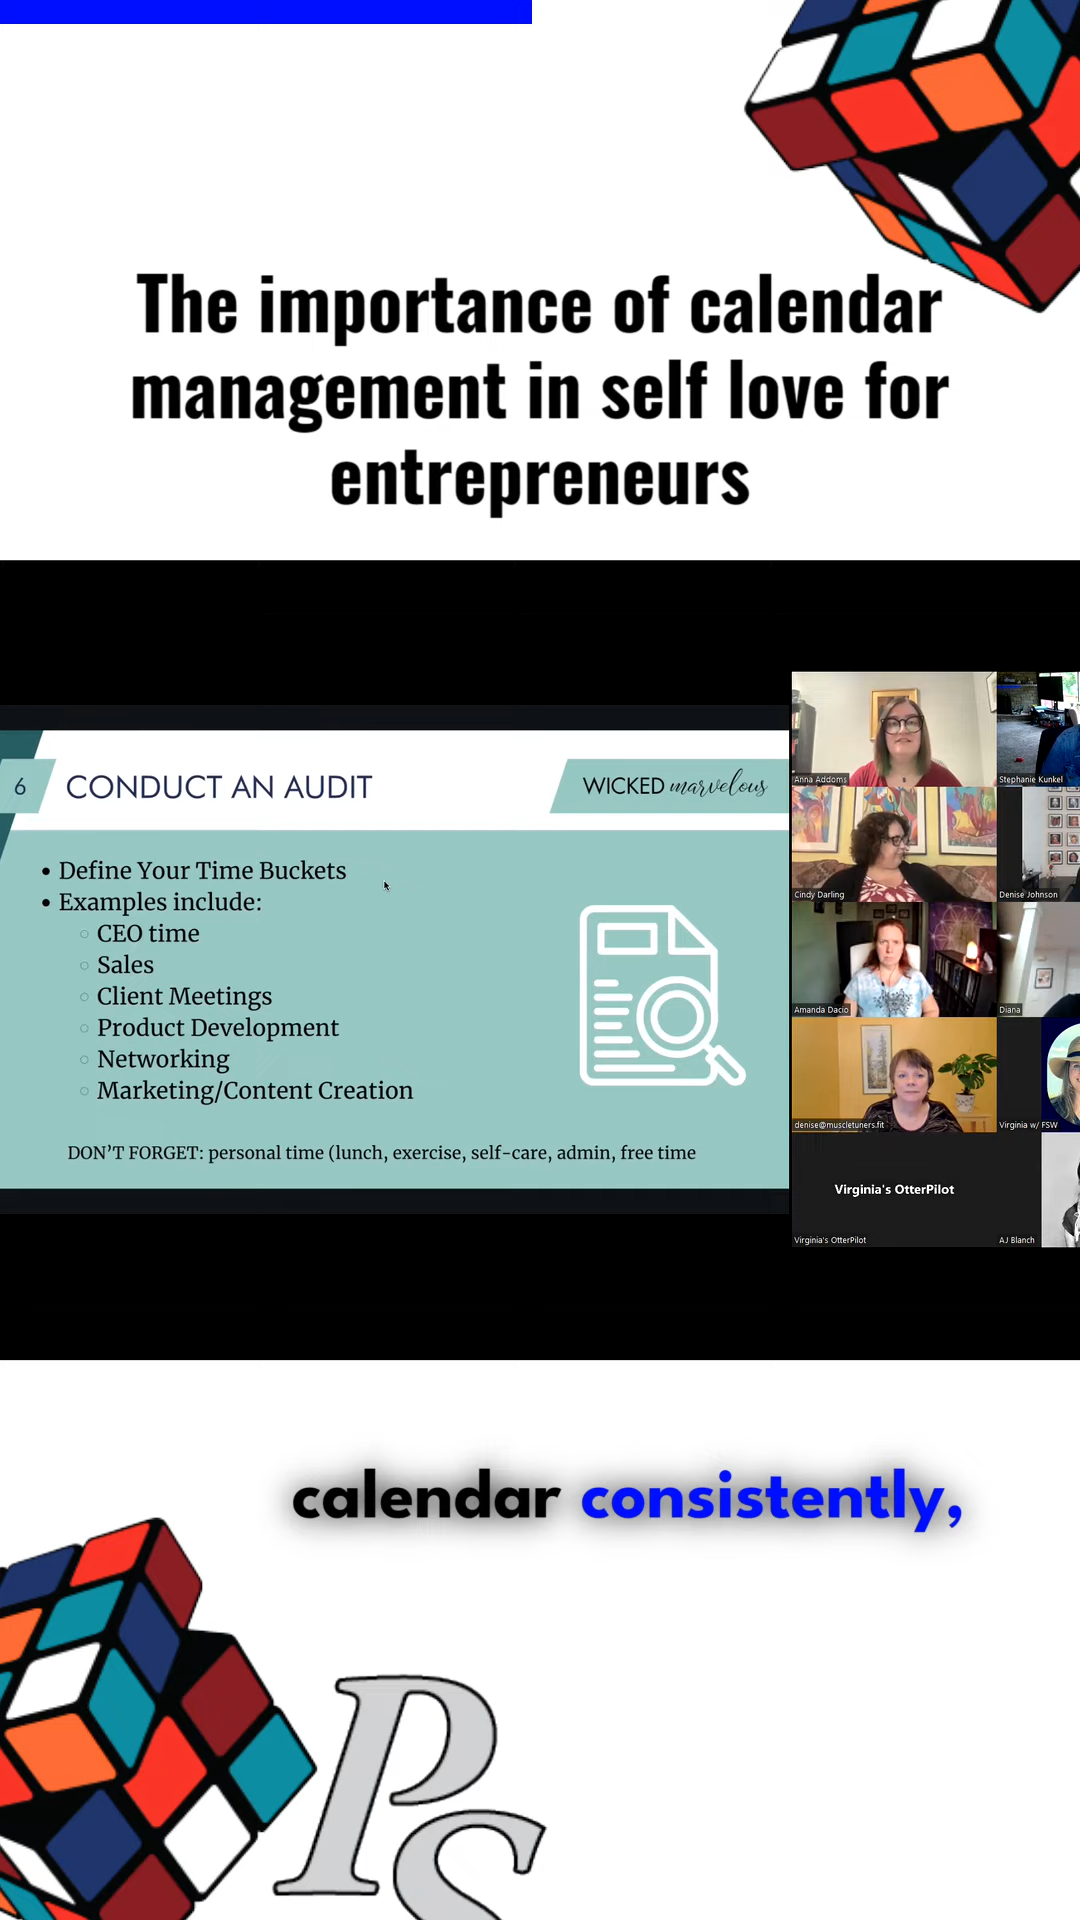 The importance of calendar
management in self love for
entrepreneurs
6
CONDUCT AN AUDIT
WICKED marvelous
• Define Your Time Buckets
• Examples include:
○ CEO time
○ Sales
○ Client Meetings
○ Product Development
○ Networking
○ Marketing/Content Creation
DON'T FORGET: personal time (lunch, exercise, self-care, admin, free time
Anna Addoms
Stephanie Kunkel
Cindy Darling
Denise Johnson
Amanda Dacio
Diana
denise@muscletuners.fit
Virginia w/ FSW
Virginia's OtterPilot
Virginia's OtterPilot
AJ Blanch
calendar consistently,
PS